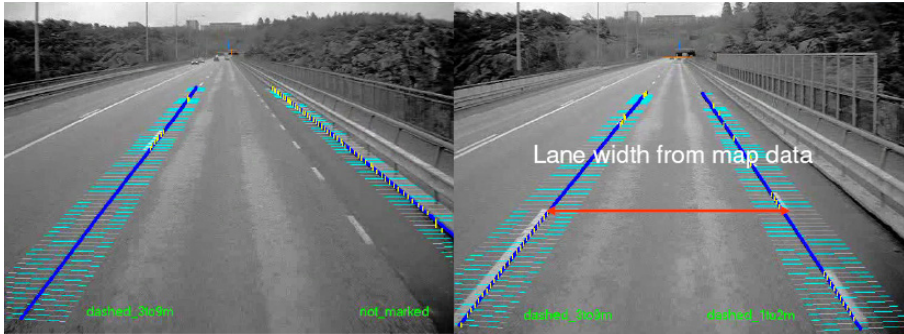 Lane width from map data
dashed_3to9m
not_marked
dashed_3to9m
dashed_1to2m